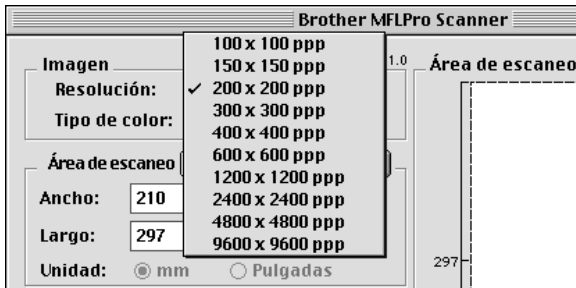 Brother MFLPro Scanner
Imagen
1.0
Resolución:
Tipo de color:
100 x 100 ppp
150 x 150 ppp
✓ 200 x 200 ppp
300 x 300 ppp
400 x 400 ppp
600 x 600 ppp
1200 x 1200 ppp
2400 x 2400 ppp
4800 x 4800 ppp
9600 x 9600 ppp
Área de escaneo
Ancho: 210
Largo: 297
Unidad: mm Pulgadas
Área de escaneo
297